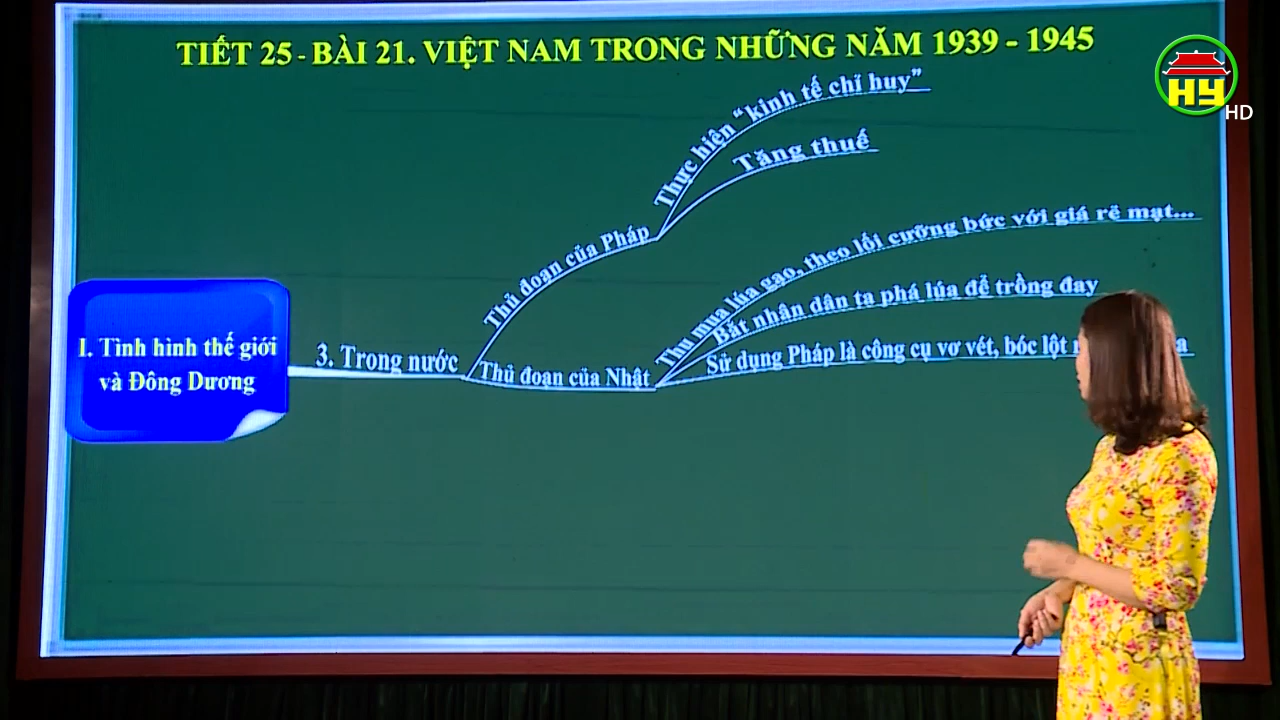 TIẾT 25 - BÀI 21. VIỆT NAM TRONG NHỮNG NĂM 1939 - 1945
HY
HD
Thực hiện “kinh tế chỉ huy”
Tăng thuế
Thủ đoạn của Pháp
Thu mua lúa gạo, theo lối cưỡng bức với giá rẻ mạt...
Bắt nhân dân ta phá lúa để trồng đay
Sử dụng Pháp là công cụ vơ vét, bóc lột
Thủ đoạn của Nhật
3. Trong nước
I. Tình hình thế giới
và Đông Dương